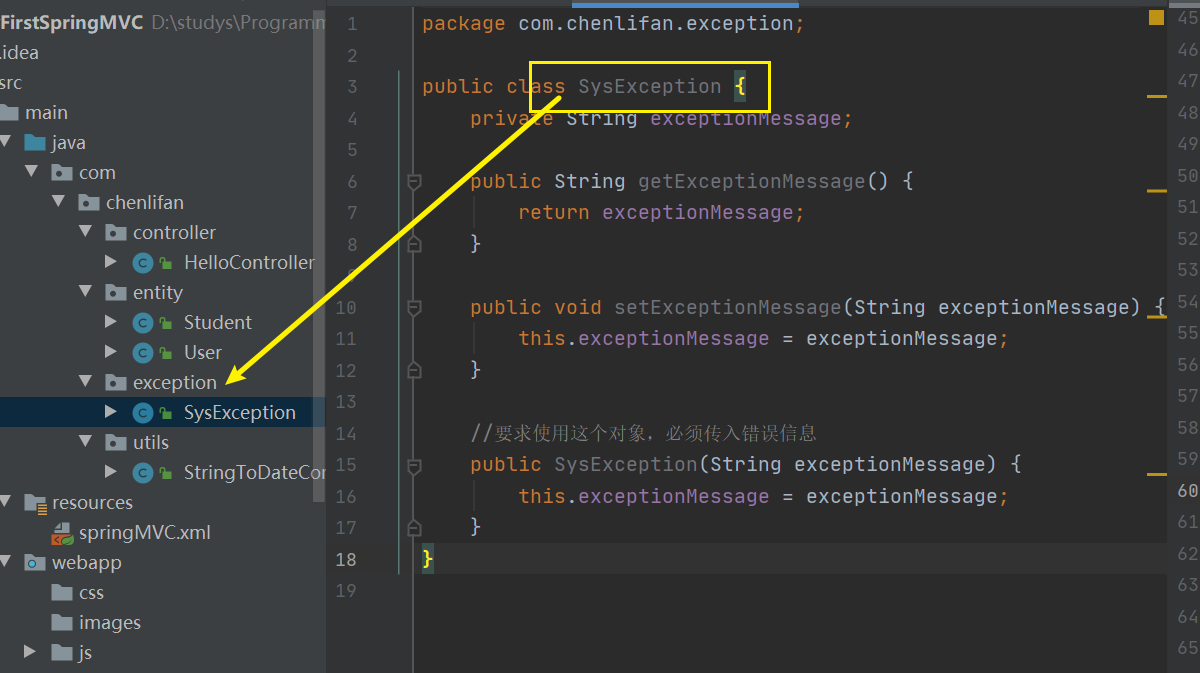 FirstSpringMVC D:\studys\Programm
.idea
src
main
java
com
chenlifan
controller
HelloController
entity
Student
User
exception
SysException
utils
StringToDateCon
resources
springMVC.xml
webapp
css
images
js
1 package com.chenlifan.exception;
2
3 public class SysException {
4 private String exceptionMessage;
5
6 public String getExceptionMessage() {
7 return exceptionMessage;
8 }
9
10 public void setExceptionMessage(String exceptionMessage) {
11 this.exceptionMessage = exceptionMessage;
12 }
13
14 //要求使用这个对象，必须传入错误信息
15 public SysException(String exceptionMessage) {
16 this.exceptionMessage = exceptionMessage;
17 }
18 }
19
45
46
47
48
49
50
51
52
53
54
55
56
57
58
59
60
61
62
63
64
65